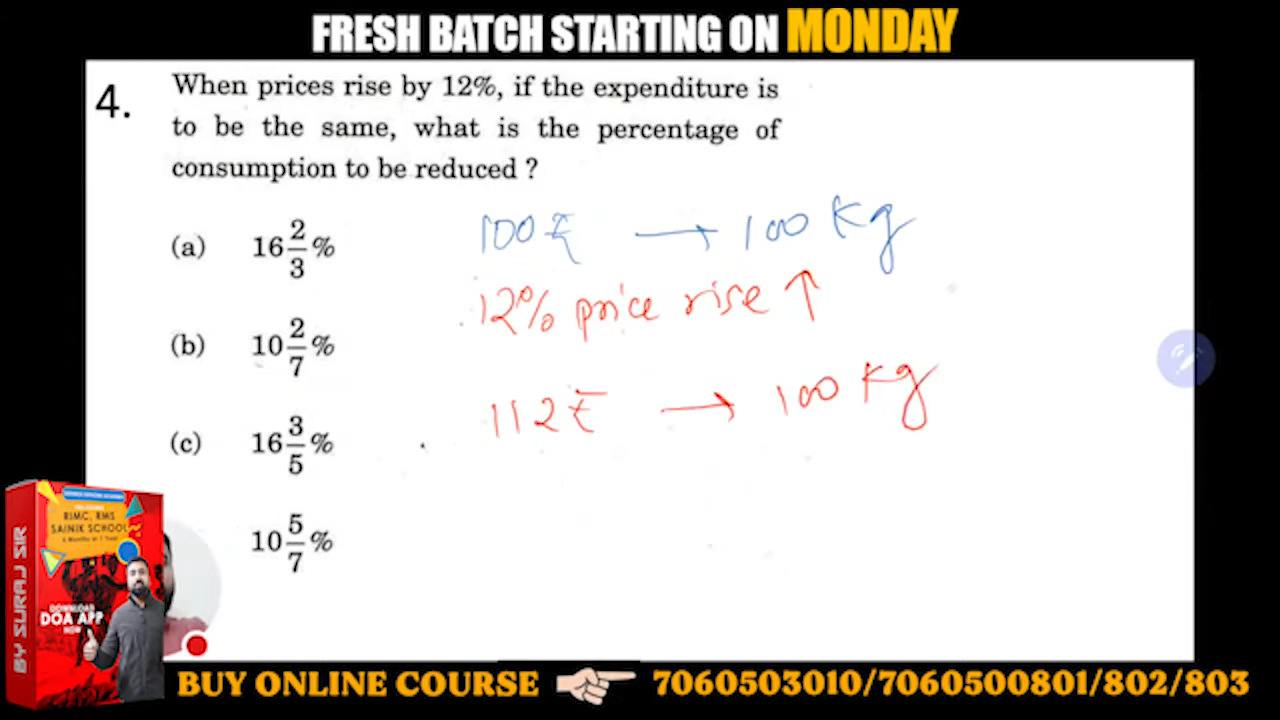 FRESH BATCH STARTING ON MONDAY
4. When prices rise by 12%, if the expenditure is
to be the same, what is the percentage of
consumption to be reduced ?
(a) 16 2/3 %
100₹ → 100 Kg
12% price rise ↑
(b) 10 2/7 %
112₹ → 100 Kg
(c) 16 3/5 %
10 5/7 %
RIMC, RMS
SAINIK SCHOOL
DOWNLOAD
DOA APP
NOW
BY SURAJ SIR
BUY ONLINE COURSE 7060503010/7060500801/802/803